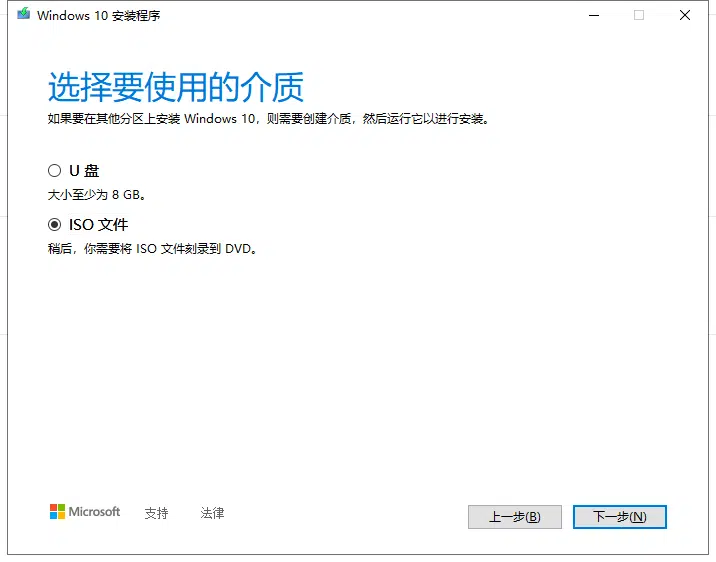 Windows 10 安装程序
选择要使用的介质
如果要在其他分区上安装 Windows 10，则需要创建介质，然后运行它以进行安装。
U 盘
大小至少为 8 GB。
ISO 文件
稍后，你需要将 ISO 文件刻录到 DVD。
Microsoft 支持 法律 上一步(B) 下一步(N)